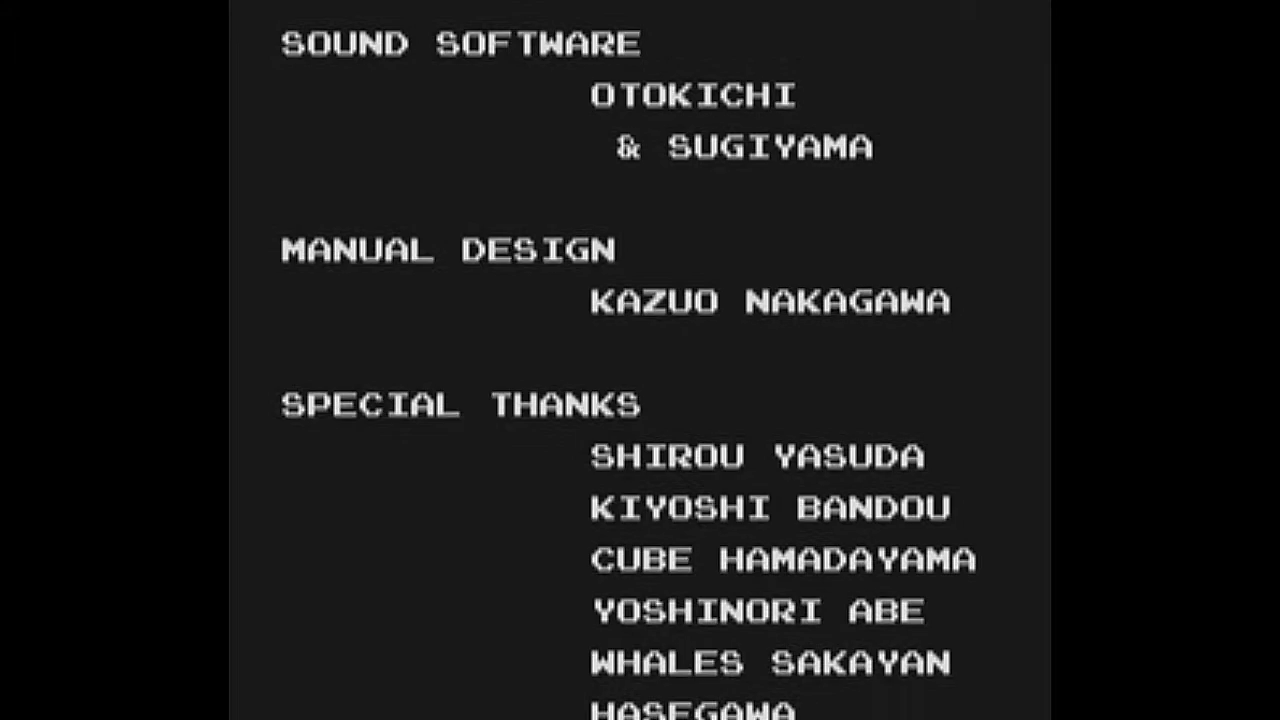 SOUND SOFTWARE
OTOKICHI
& SUGIYAMA
MANUAL DESIGN
KAZUO NAKAGAWA
SPECIAL THANKS
SHIROU YASUDA
KIYOSHI BANDOU
CUBE HAMADAYAMA
YOSHINORI ABE
WHALES SAKAYAN
HASEGAWA